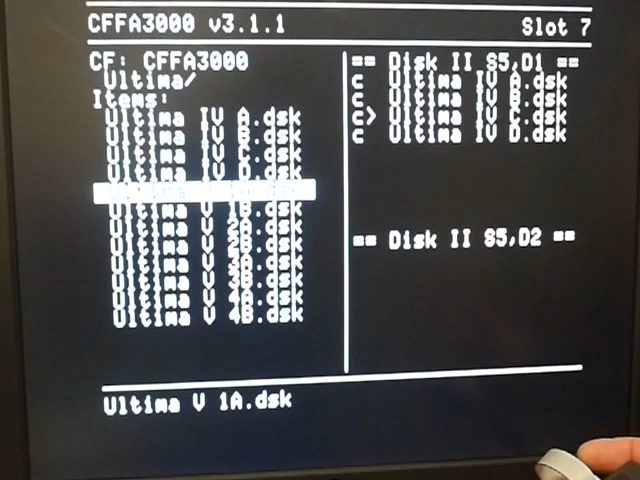 CFFA3000 v3.1.1
Slot 7
CF: CFFA3000
Ultima/
Items:
Ultima IV A.dsk
Ultima IV B.dsk
Ultima IV C.dsk
Ultima IV D.dsk
Ultima V 1A.dsk
Ultima V 1B.dsk
Ultima V 2A.dsk
Ultima V 2B.dsk
Ultima V 3A.dsk
Ultima V 3B.dsk
Ultima V 4A.dsk
Ultima V 4B.dsk
== Disk II S5,D1 ==
c Ultima IV A.dsk
c Ultima IV B.dsk
c> Ultima IV C.dsk
c Ultima IV D.dsk
== Disk II S5,D2 ==
Ultima V 1A.dsk